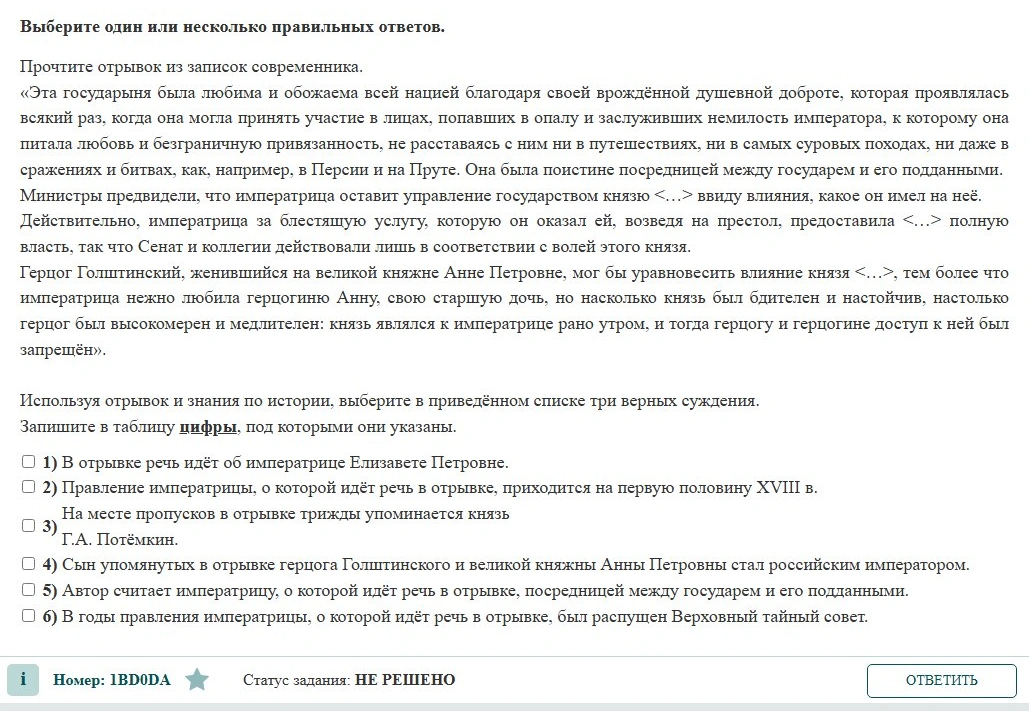 Выберите один или несколько правильных ответов.
Прочтите отрывок из записок современника.
«Эта государыня была любима и обожаема всей нацией благодаря своей врождённой душевной доброте, которая проявлялась
всякий раз, когда она могла принять участие в лицах, попавших в опалу и заслуживших немилость императора, к которому она
питала любовь и безграничную привязанность, не расставаясь с ним ни в путешествиях, ни в самых суровых походах, ни даже в
сражениях и битвах, как, например, в Персии и на Пруте. Она была поистине посредницей между государем и его подданными.
Министры предвидели, что императрица оставит управление государством князю <...> ввиду влияния, какое он имел на неё.
Действительно, императрица за блестящую услугу, которую он оказал ей, возведя на престол, предоставила <...> полную
власть, так что Сенат и коллегии действовали лишь в соответствии с волей этого князя.
Герцог Голштинский, женившийся на великой княжне Анне Петровне, мог бы уравновесить влияние князя <...>, тем более что
императрица нежно любила герцогиню Анну, свою старшую дочь, но насколько князь был бдителен и настойчив, настолько
герцог был высокомерен и медлителен: князь являлся к императрице рано утром, и тогда герцогу и герцогине доступ к ней был
запрещён».
Используя отрывок и знания по истории, выберите в приведённом списке три верных суждения.
Запишите в таблицу цифры, под которыми они указаны.
1) В отрывке речь идёт об императрице Елизавете Петровне.
2) Правление императрицы, о которой идёт речь в отрывке, приходится на первую половину XVIII в.
3) На месте пропусков в отрывке трижды упоминается князь
Г.А. Потёмкин.
4) Сын упомянутых в отрывке герцога Голштинского и великой княжны Анны Петровны стал российским императором.
5) Автор считает императрицу, о которой идёт речь в отрывке, посредницей между государем и его подданными.
6) В годы правления императрицы, о которой идёт речь в отрывке, был распущен Верховный тайный совет.
i Номер: 1BD0DA Статус задания: НЕ РЕШЕНО ОТВЕТИТЬ